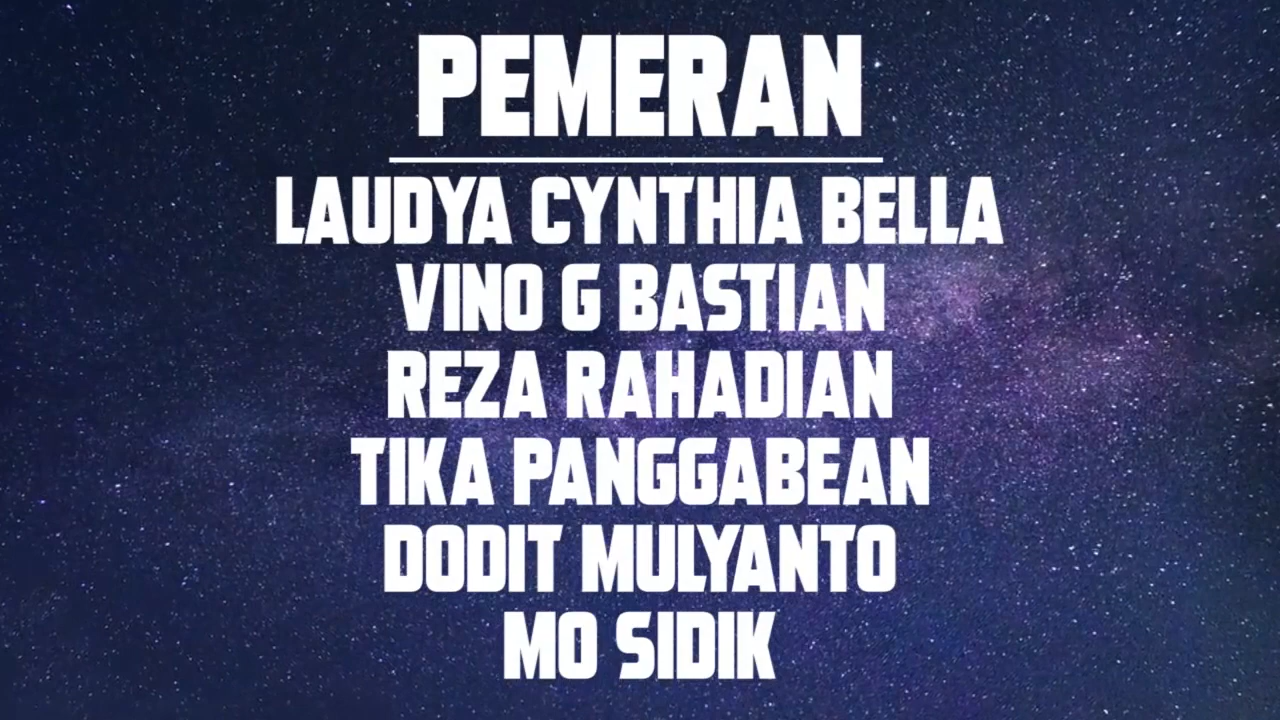 PEMERAN
LAUDYA CYNTHIA BELLA
VINO G BASTIAN
REZA RAHADIAN
TIKA PANGGABEAN
DODIT MULYANTO
MO SIDIK